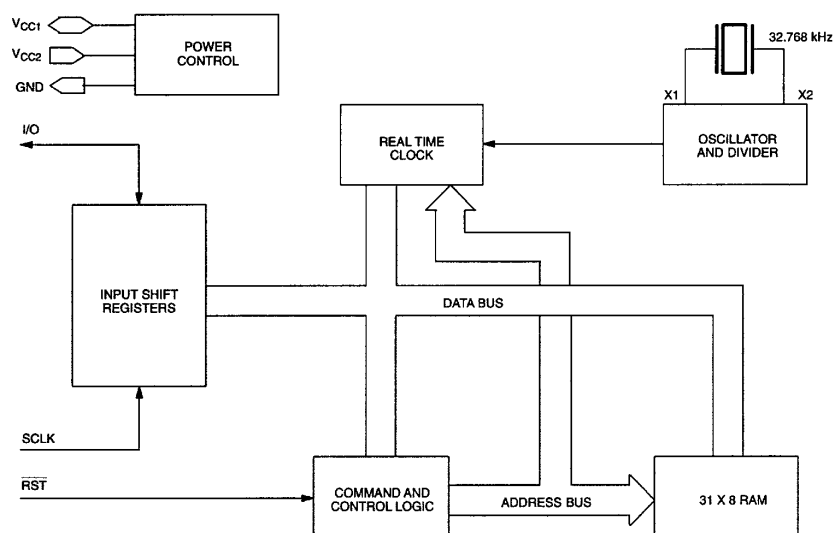 VCC1
VCC2
GND
POWER
CONTROL
32.768 kHz
X1
X2
I/O
REAL TIME
CLOCK
OSCILLATOR
AND DIVIDER
INPUT SHIFT
REGISTERS
DATA BUS
SCLK
RST
COMMAND AND
CONTROL LOGIC
ADDRESS BUS
31 X 8 RAM